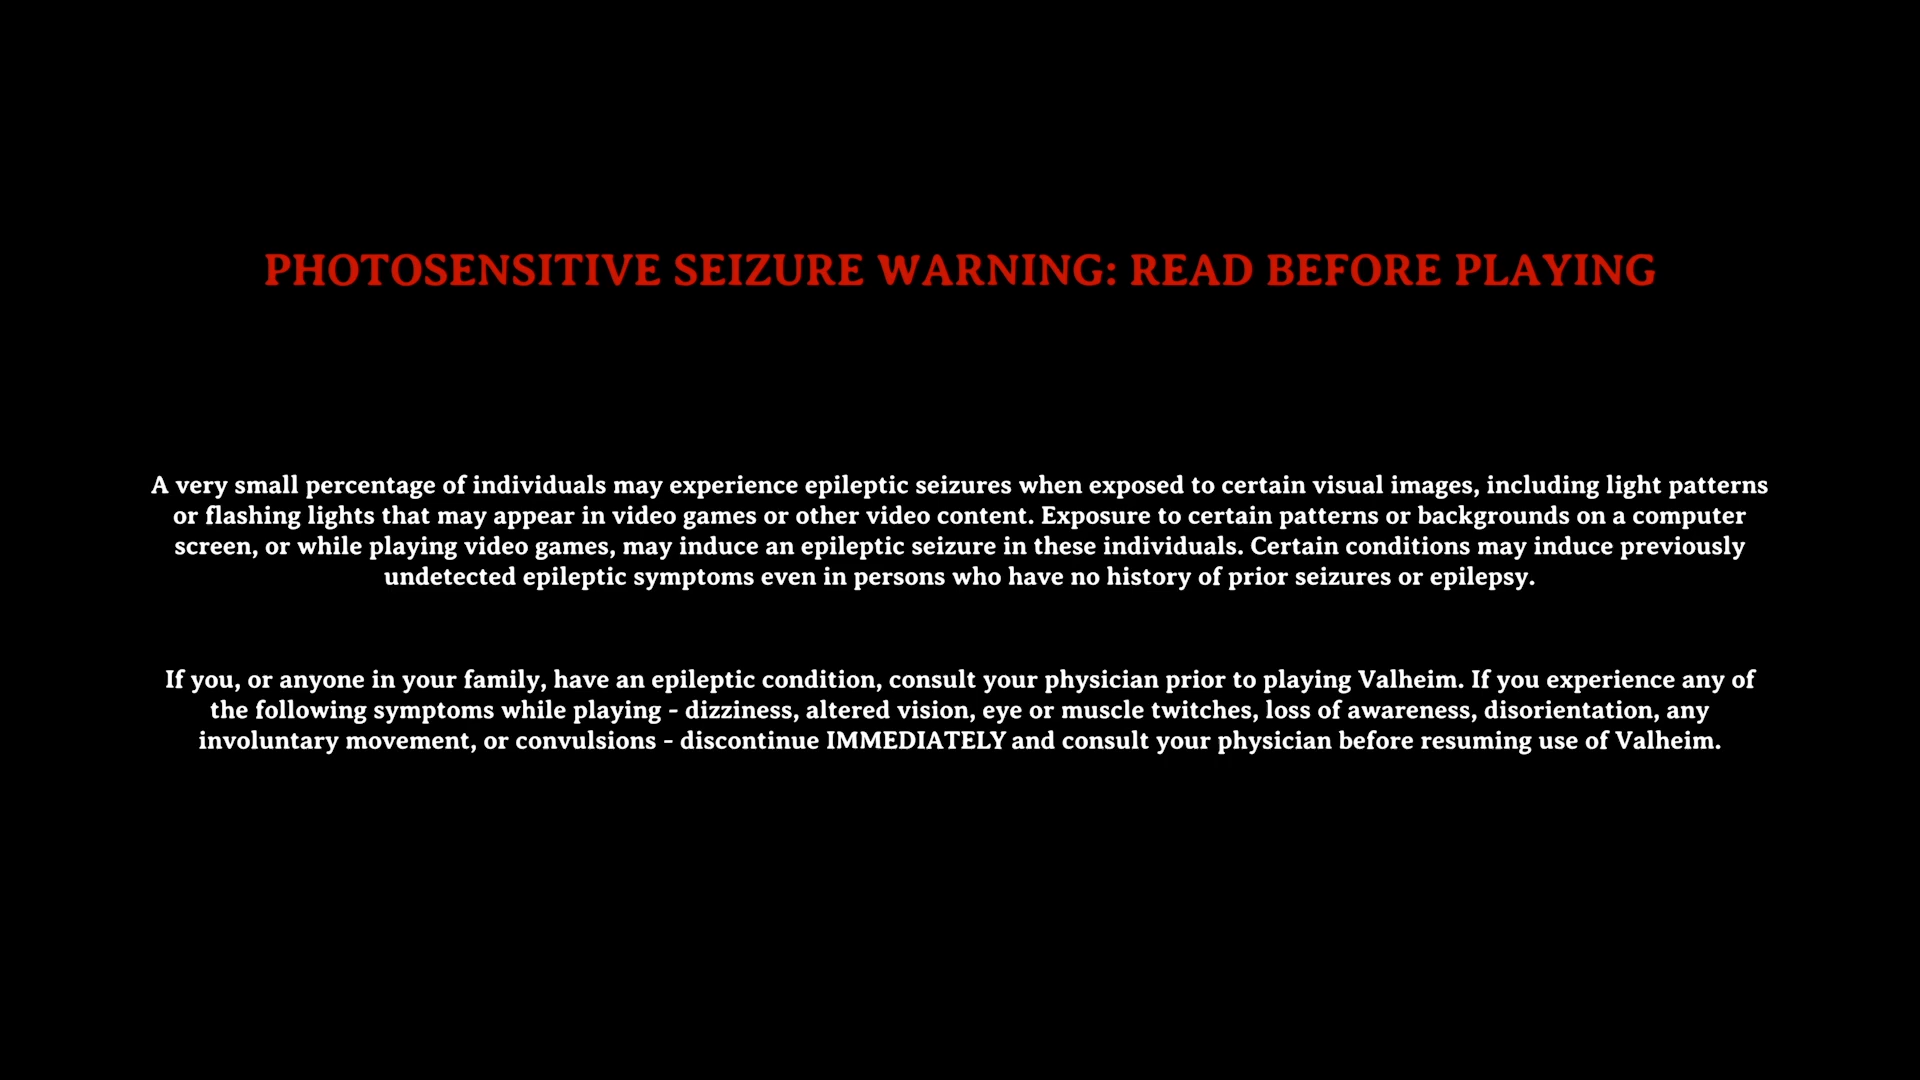 PHOTOSENSITIVE SEIZURE WARNING: READ BEFORE PLAYING
A very small percentage of individuals may experience epileptic seizures when exposed to certain visual images, including light patterns
or flashing lights that may appear in video games or other video content. Exposure to certain patterns or backgrounds on a computer
screen, or while playing video games, may induce an epileptic seizure in these individuals. Certain conditions may induce previously
undetected epileptic symptoms even in persons who have no history of prior seizures or epilepsy.
If you, or anyone in your family, have an epileptic condition, consult your physician prior to playing Valheim. If you experience any of
the following symptoms while playing - dizziness, altered vision, eye or muscle twitches, loss of awareness, disorientation, any
involuntary movement, or convulsions - discontinue IMMEDIATELY and consult your physician before resuming use of Valheim.